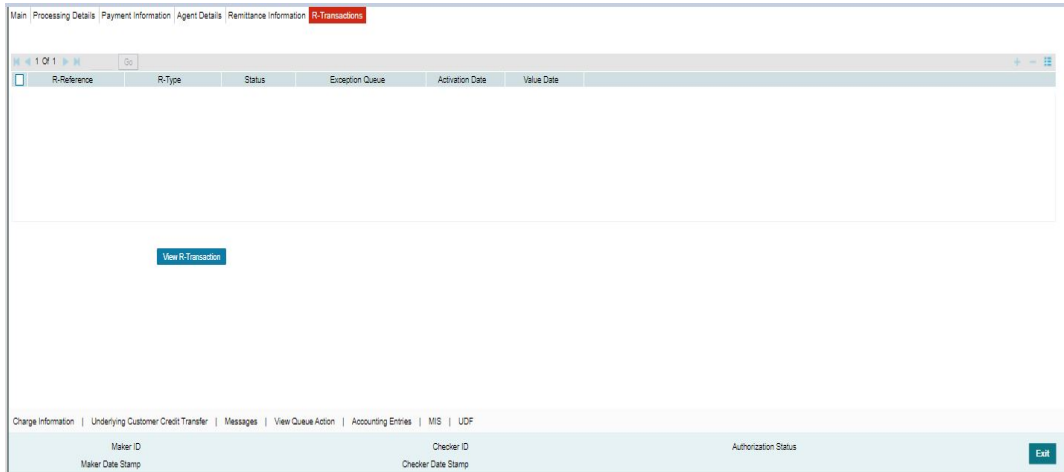 Main | Processing Details | Payment Information | Agent Details | Remittance Information | R-Transactions
1 Of 1 Go
R-Reference R-Type Status Exception Queue Activation Date Value Date
View R-Transaction
Charge Information | Underlying Customer Credit Transfer | Messages | View Queue Action | Accounting Entries | MIS | UDF
Maker ID Checker ID Authorization Status
Maker Date Stamp Checker Date Stamp
Exit